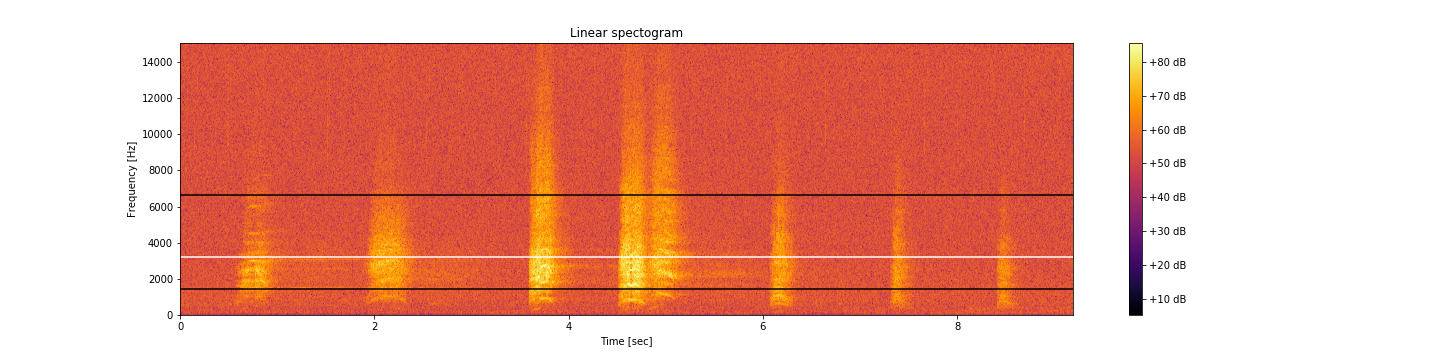 Linear spectogram
Frequency [Hz]
14000
12000
10000
8000
6000
4000
2000
0
0 2 4 6 8
Time [sec]
+80 dB
+70 dB
+60 dB
+50 dB
+40 dB
+30 dB
+20 dB
+10 dB